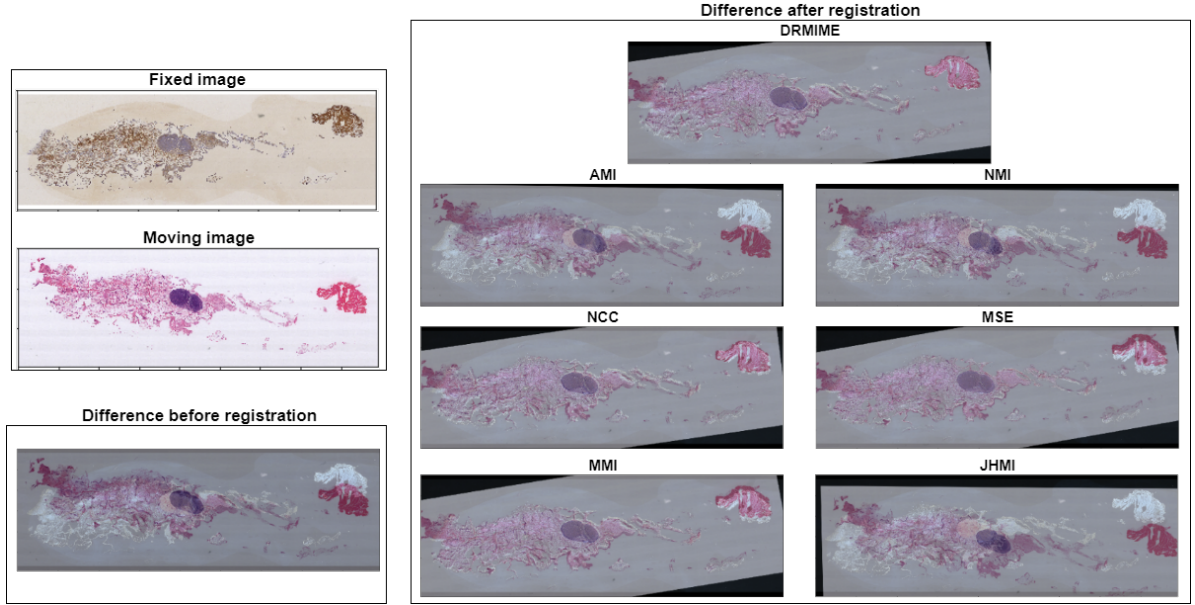 Difference after registration
DRMIME
Fixed image
AMI
NMI
Moving image
NCC
MSE
Difference before registration
MMI
JHMI